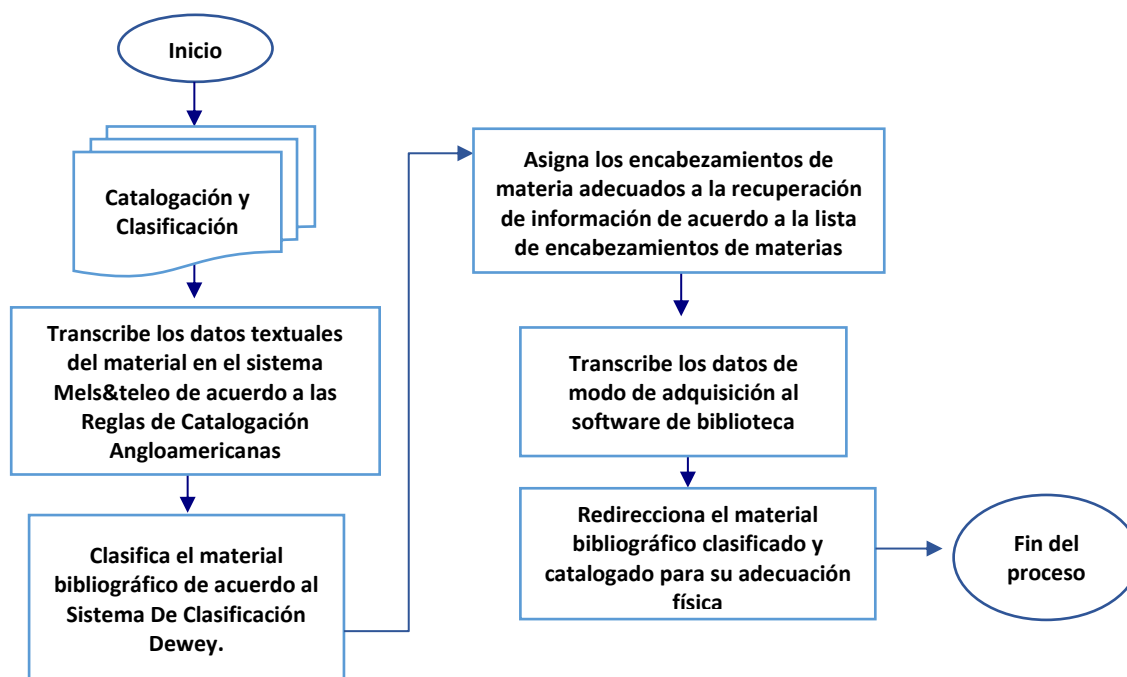 Inicio
Catalogación y
Clasificación
Transcribe los datos textuales
del material en el sistema
Mels&teleo de acuerdo a las
Reglas de Catalogación
Angloamericanas
Clasifica el material
bibliográfico de acuerdo al
Sistema De Clasificación
Dewey.
Asigna los encabezamientos de
materia adecuados a la recuperación
de información de acuerdo a la lista
de encabezamientos de materias
Transcribe los datos de
modo de adquisición al
software de biblioteca
Redirecciona el material
bibliográfico clasificado y
catalogado para su adecuación
física
Fin del
proceso